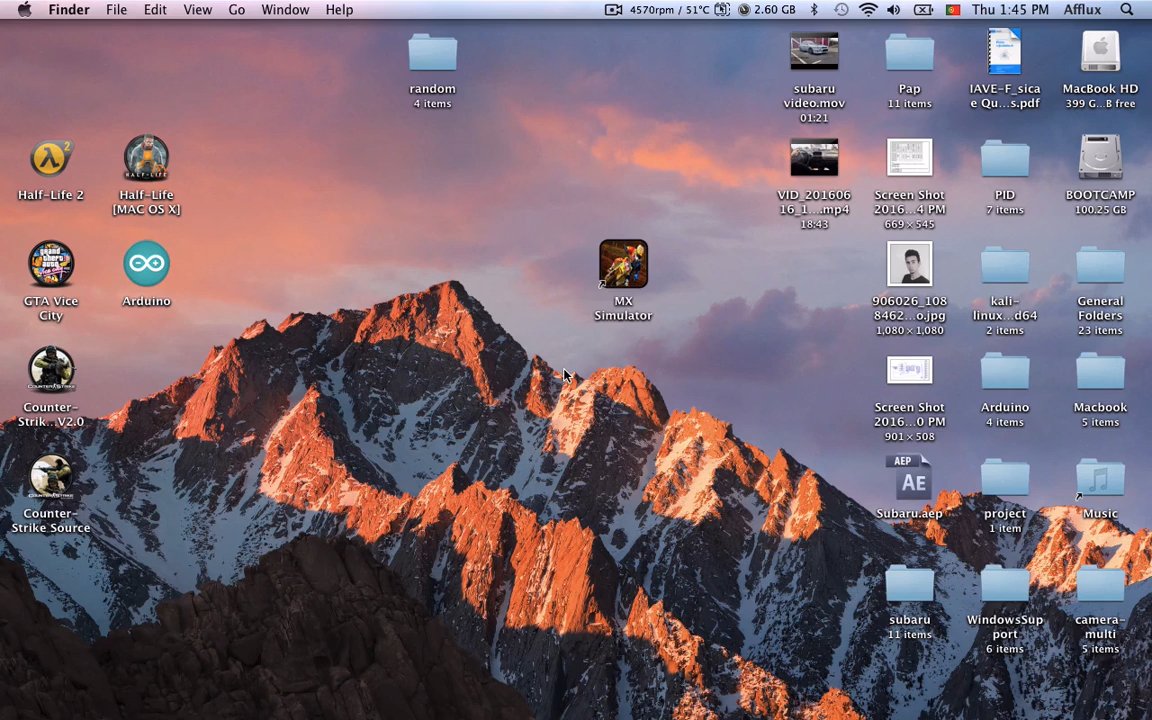 Finder File Edit View Go Window Help 4570rpm / 51°C 2.60 GB Thu 1:45 PM Afflux
random
4 items
subaru
video.mov
01:21
Pap
11 items
IAVE-F_sica
e Qu...s.pdf
MacBook HD
399 G...B free
Half-Life 2
HALF-LIFE
Half-Life
[MAC OS X]
VID_201606
16_1....mp4
18:43
Screen Shot
2016...4 PM
669 × 545
PID
7 items
BOOTCAMP
100.25 GB
GTA Vice
City
Arduino
MX
Simulator
906026_108
8462...o.jpg
1,080 × 1,080
kali-
linux...d64
2 items
General
Folders
23 items
Counter-
Strik...V2.0
Screen Shot
2016...0 PM
901 × 508
Arduino
4 items
Macbook
5 items
Counter-
Strike Source
AEP
AE
Subaru.aep
project
1 item
Music
subaru
11 items
WindowsSup
port
6 items
camera-
multi
5 items